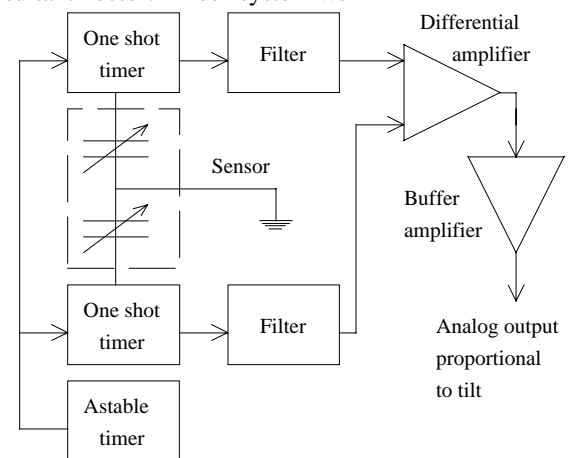 One shot
timer
Filter
Differential
amplifier
Sensor
Buffer
amplifier
One shot
timer
Filter
Analog output
proportional
to tilt
Astable
timer